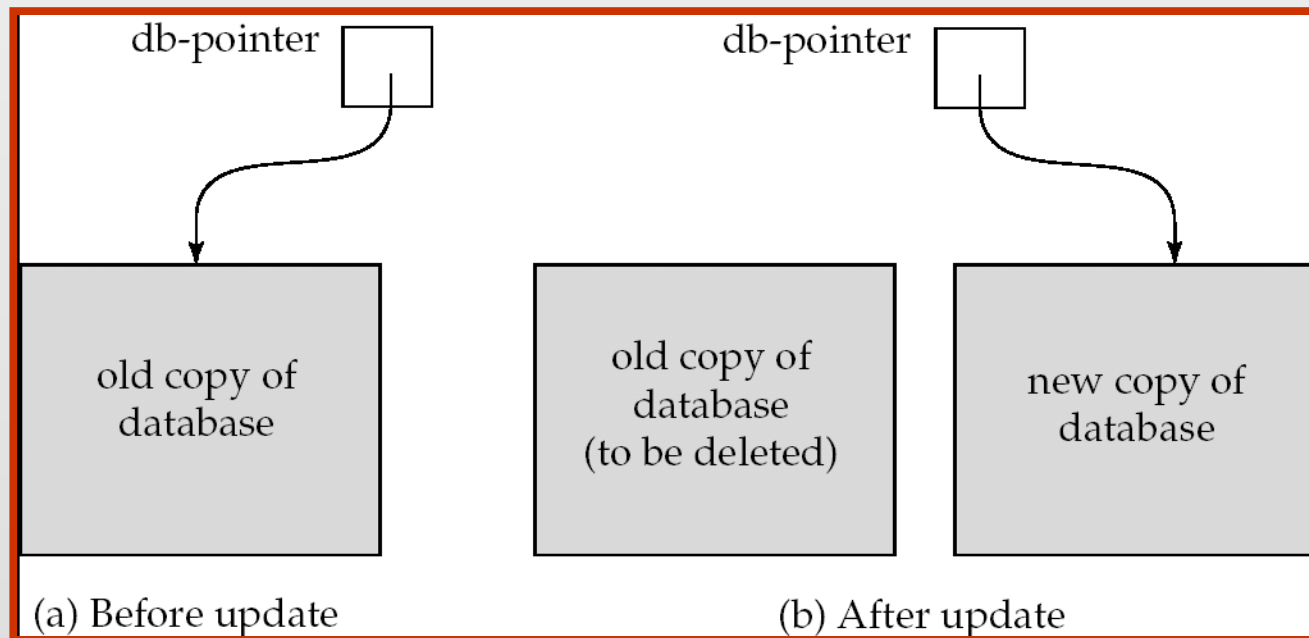 db-pointer
old copy of
database
(a) Before update
db-pointer
old copy of
database
(to be deleted)
new copy of
database
(b) After update